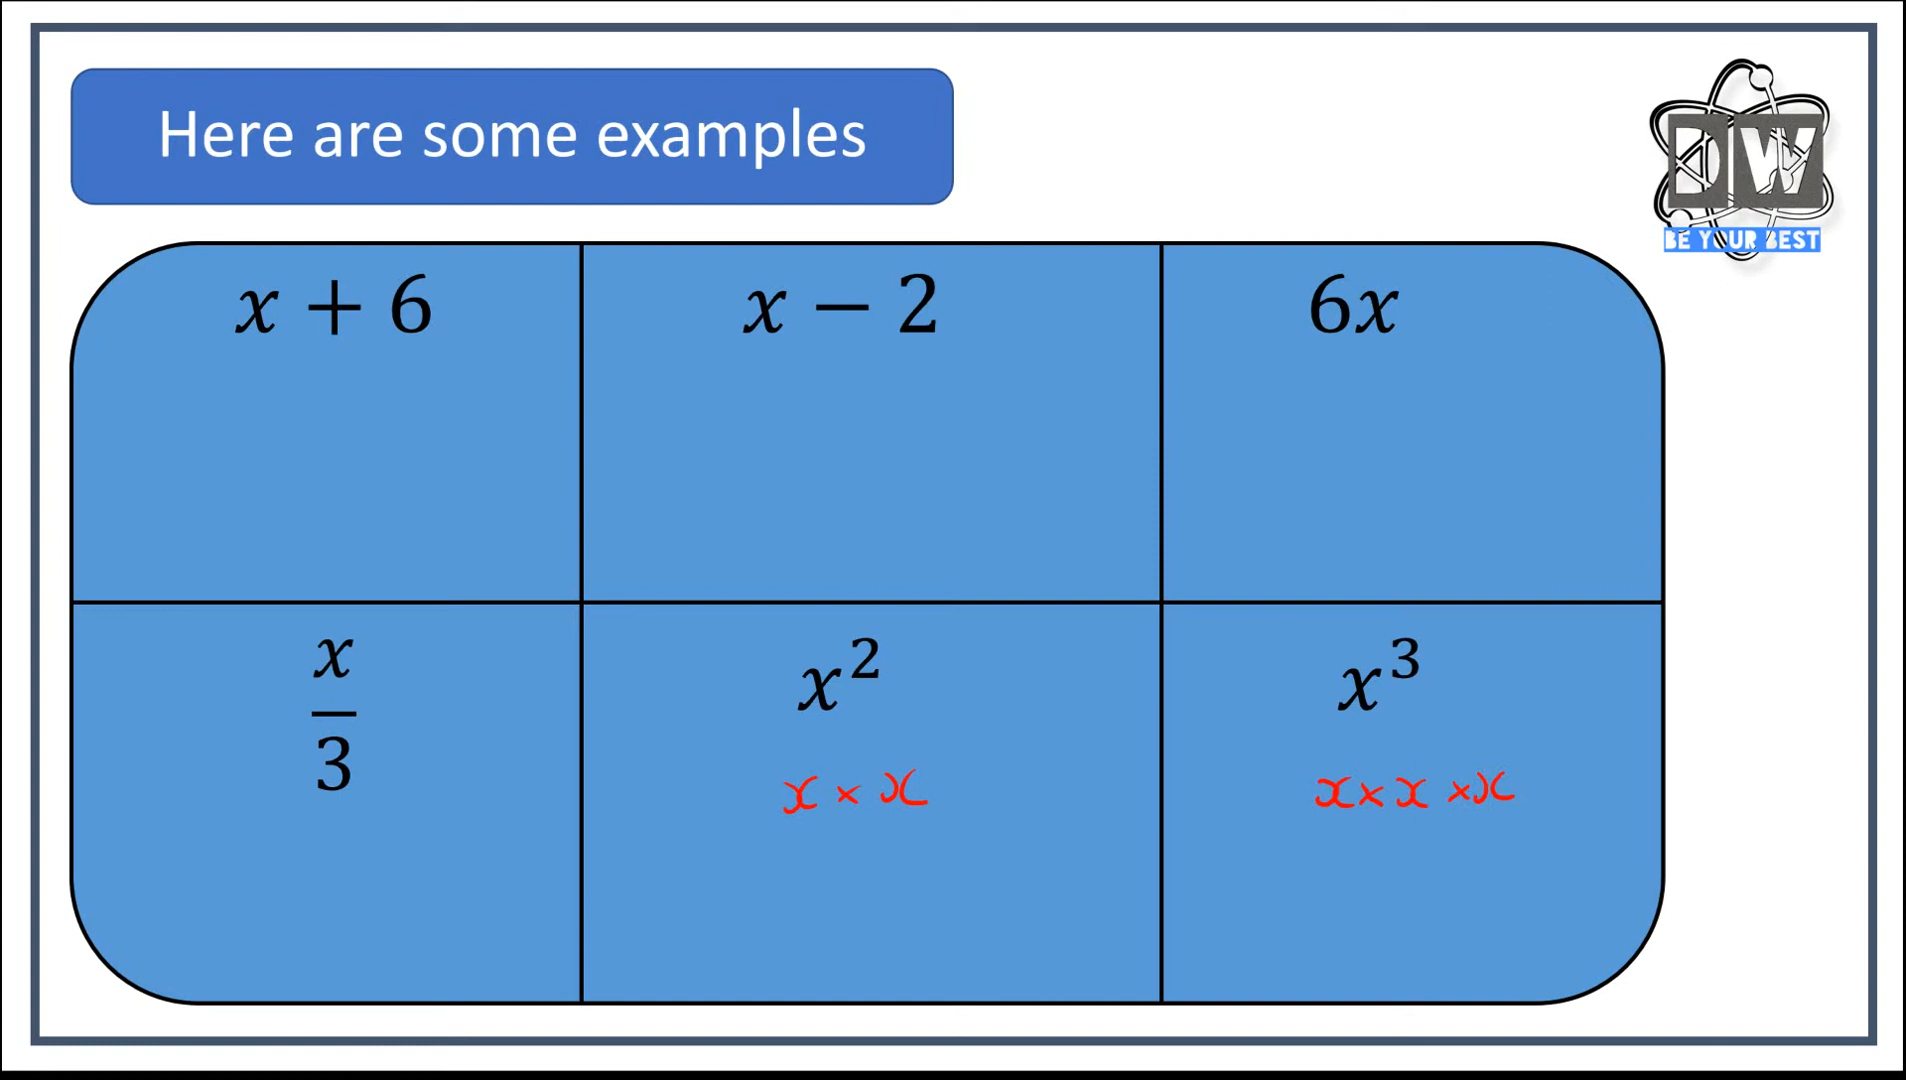 Here are some examples
DW
BE YOUR BEST
x + 6
x − 2
6x
x/3
x²
x × x
x³
x × x × x